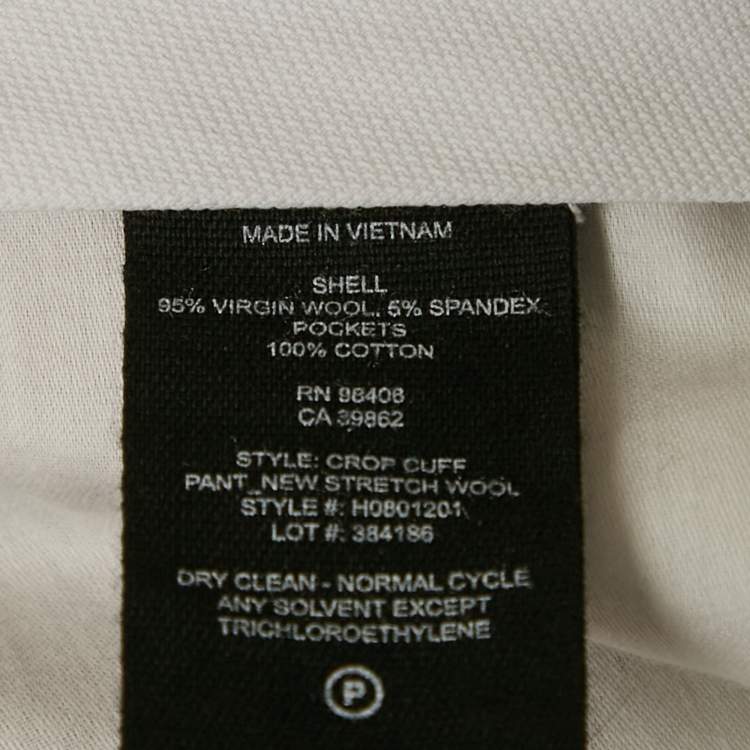 MADE IN VIETNAM
SHELL
95% VIRGIN WOOL, 5% SPANDEX
POCKETS
100% COTTON
RN 98408
CA 39862
STYLE: CROP CUFF
PANT_NEW STRETCH WOOL
STYLE #: H0801201
LOT #: 384186
DRY CLEAN - NORMAL CYCLE
ANY SOLVENT EXCEPT
TRICHLOROETHYLENE
P